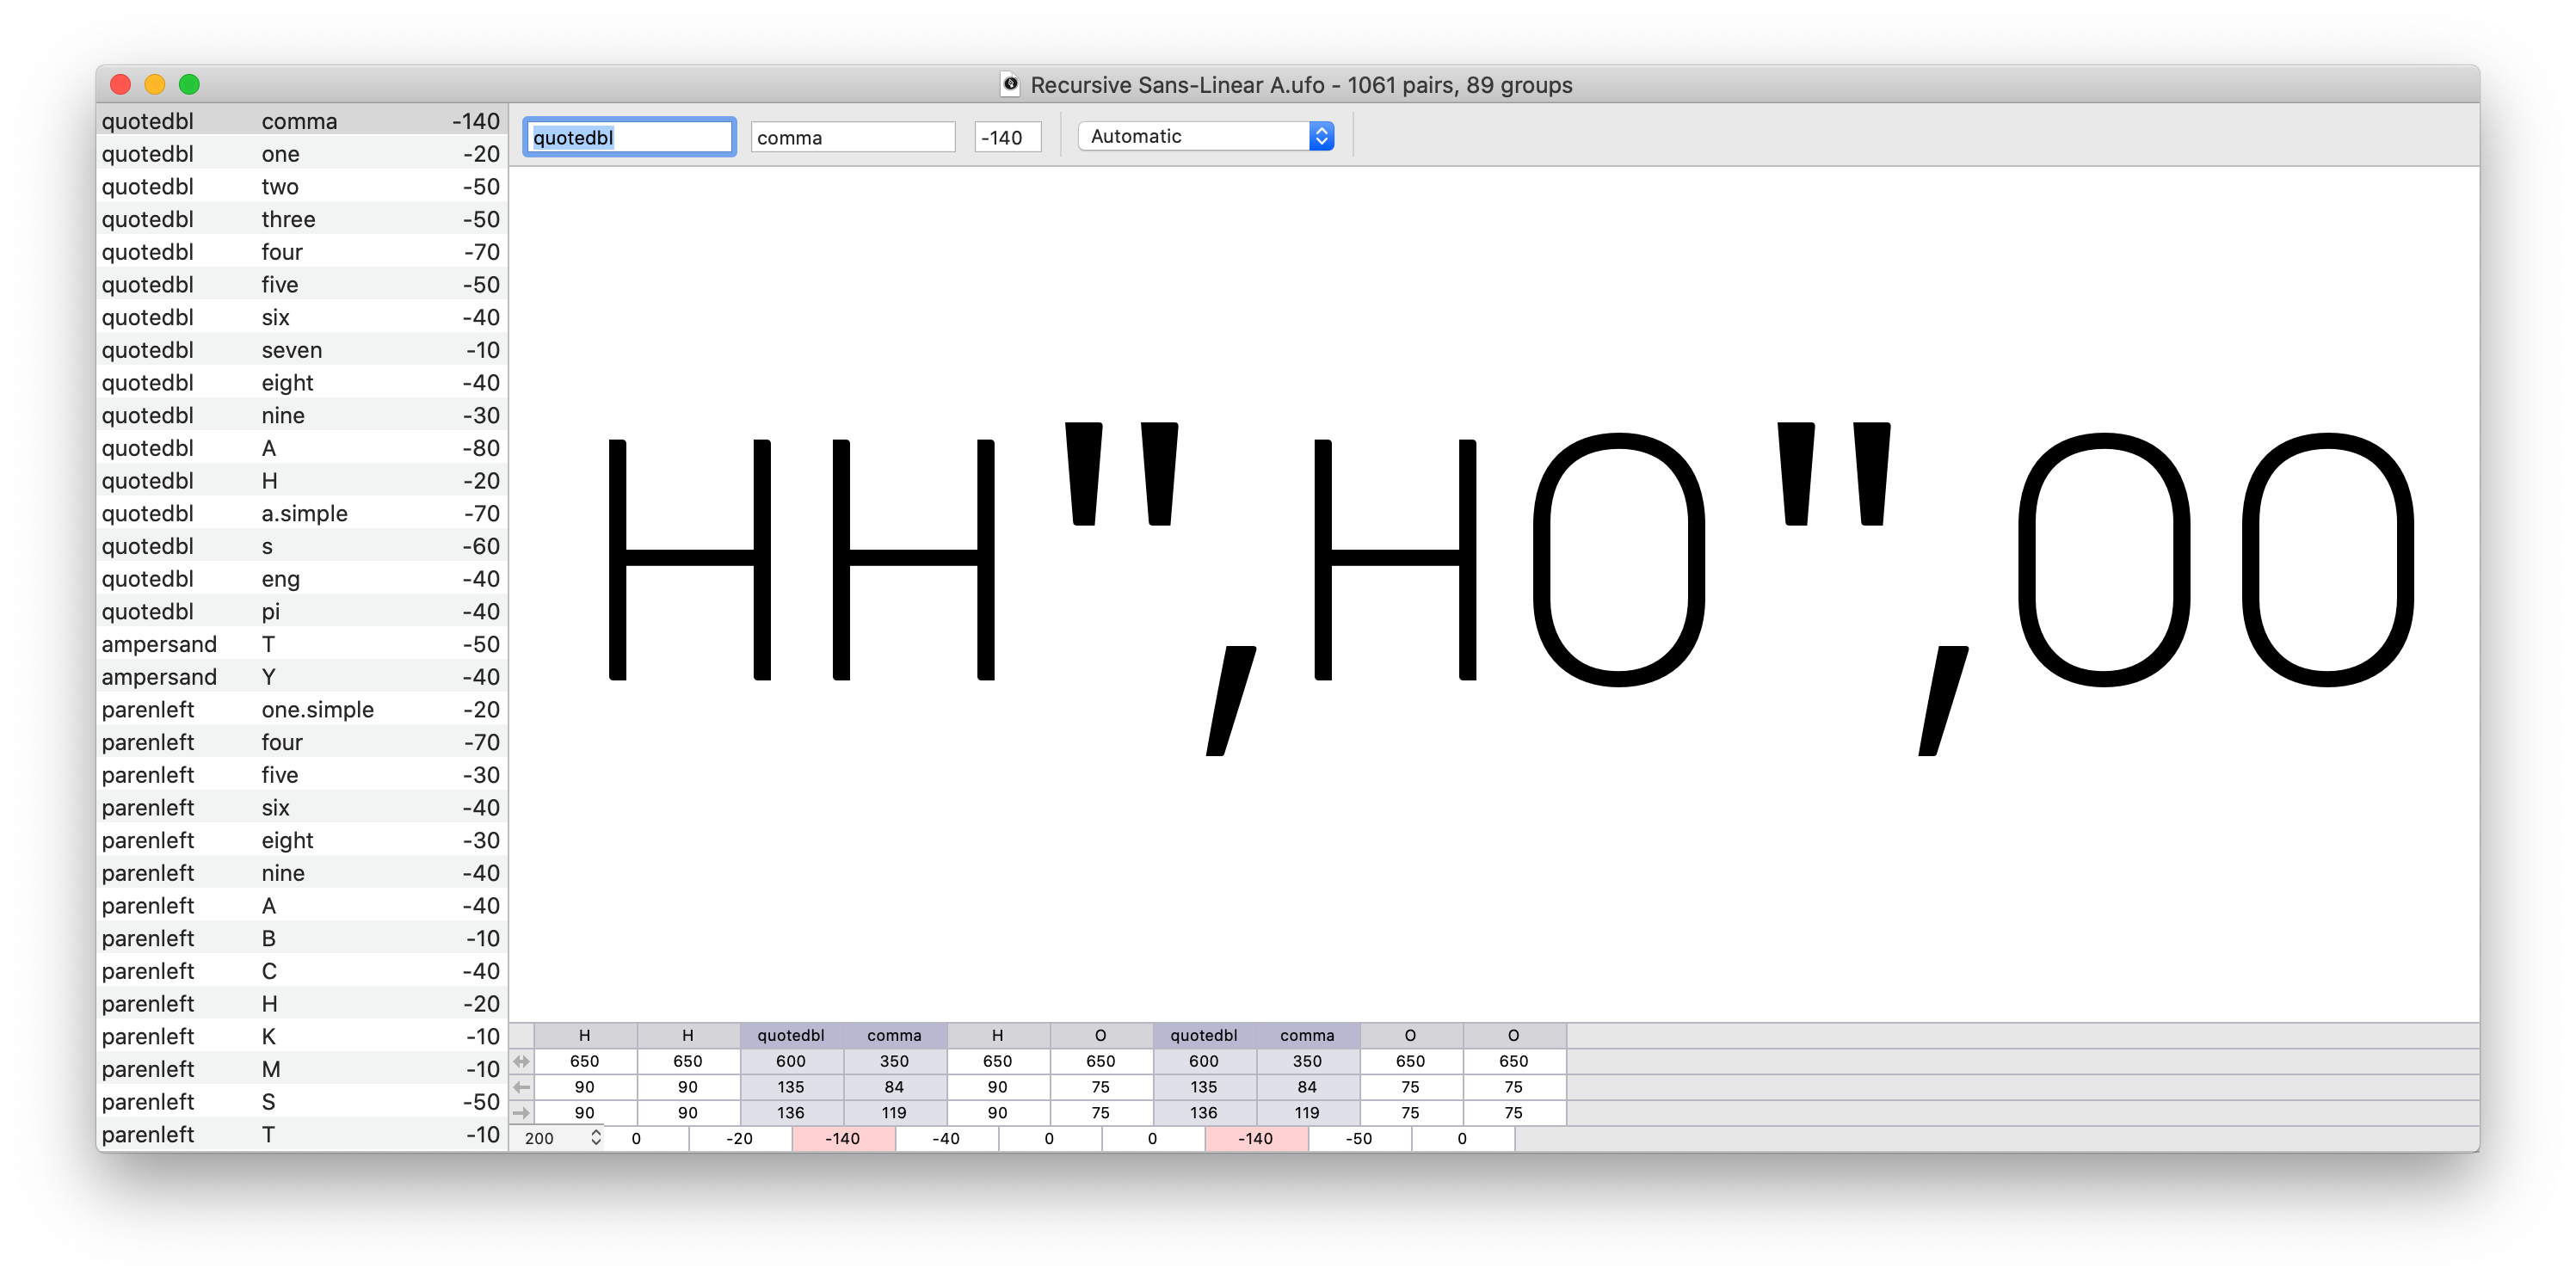 Recursive Sans-Linear A.ufo - 1061 pairs, 89 groups
quotedbl comma -140
quotedbl one -20
quotedbl two -50
quotedbl three -50
quotedbl four -70
quotedbl five -50
quotedbl six -40
quotedbl seven -10
quotedbl eight -40
quotedbl nine -30
quotedbl A -80
quotedbl H -20
quotedbl a.simple -70
quotedbl s -60
quotedbl eng -40
quotedbl pi -40
ampersand T -50
ampersand Y -40
parenleft one.simple -20
parenleft four -70
parenleft five -30
parenleft six -40
parenleft eight -30
parenleft nine -40
parenleft A -40
parenleft B -10
parenleft C -40
parenleft H -20
parenleft K -10
parenleft M -10
parenleft S -50
parenleft T -10
quotedbl comma -140 Automatic
HH",HO",OO
H H quotedbl comma H O quotedbl comma O O
650 650 600 350 650 650 600 350 650 650
90 90 135 84 90 75 135 84 75 75
90 90 136 119 90 75 136 119 75 75
200 0 -20 -140 -40 0 0 -140 -50 0